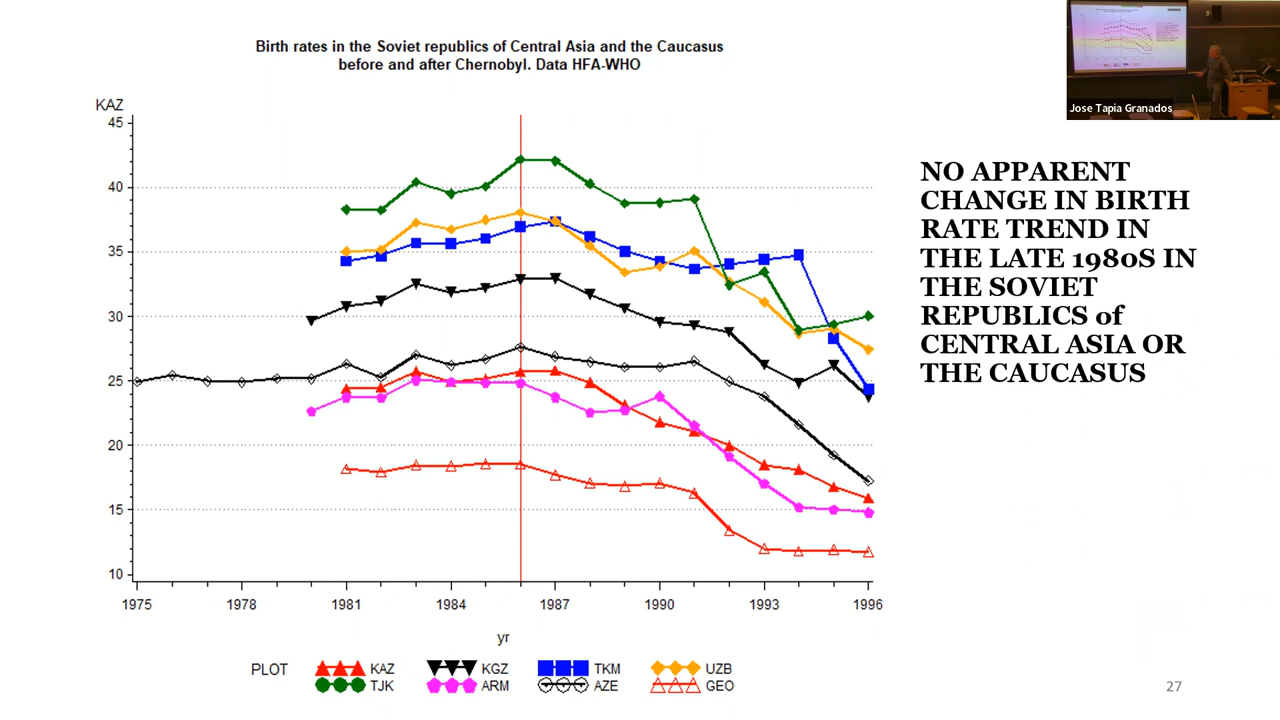 Birth rates in the Soviet republics of Central Asia and the Caucasus
before and after Chernobyl. Data HFA-WHO
Jose Tapia Granados
KAZ
45
40
35
30
25
20
15
10
1975 1978 1981 1984 1987 1990 1993 1996
yr
PLOT KAZ KGZ TKM UZB
TJK ARM AZE GEO
NO APPARENT
CHANGE IN BIRTH
RATE TREND IN
THE LATE 1980S IN
THE SOVIET
REPUBLICS of
CENTRAL ASIA OR
THE CAUCASUS
27